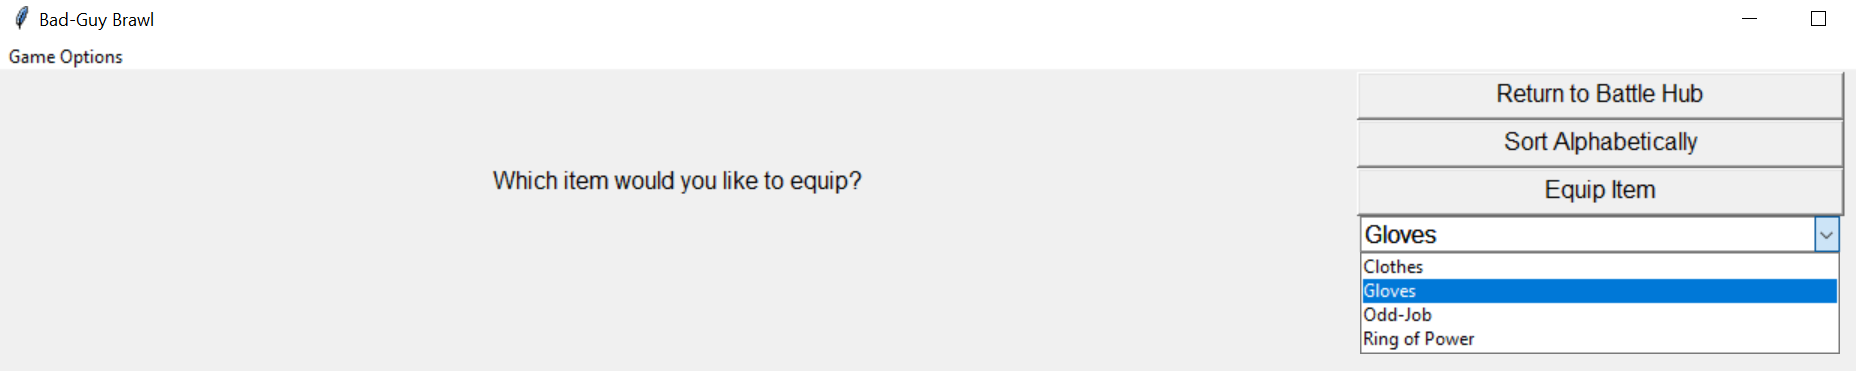 Bad-Guy Brawl
Game Options
Which item would you like to equip?
Return to Battle Hub
Sort Alphabetically
Equip Item
Gloves
Clothes
Gloves
Odd-Job
Ring of Power